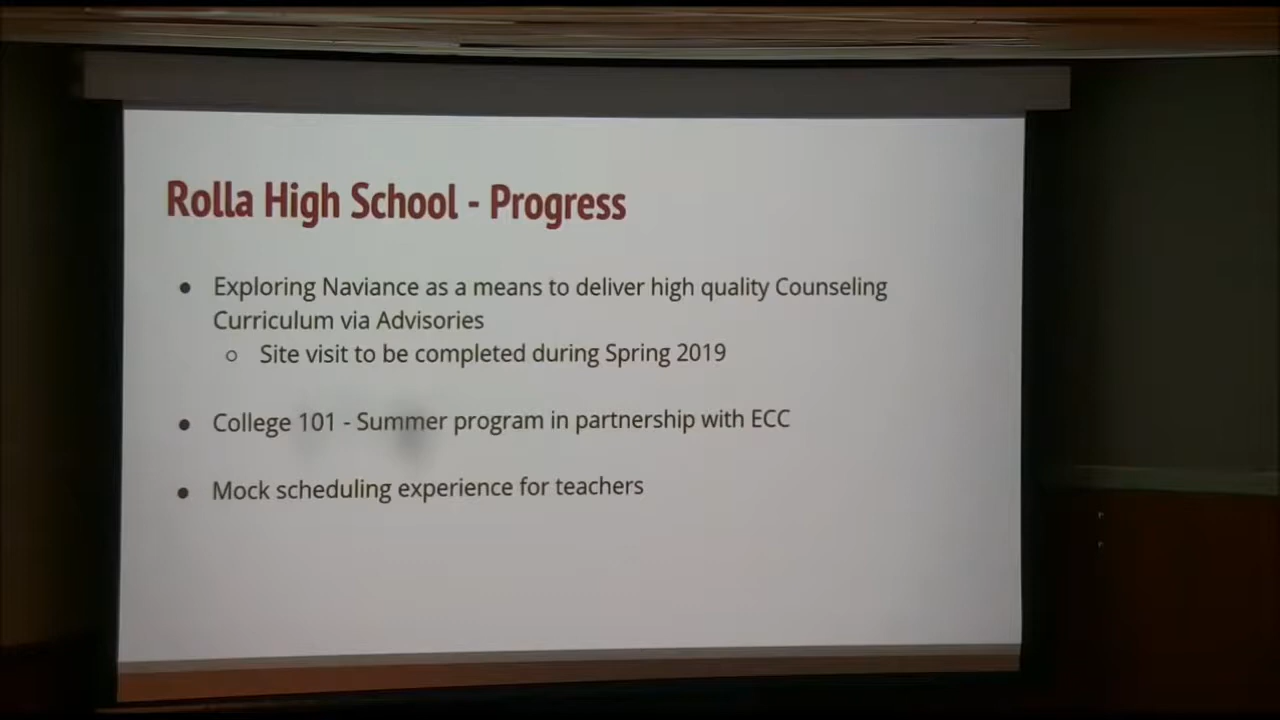 Rolla High School - Progress
● Exploring Naviance as a means to deliver high quality Counseling
Curriculum via Advisories
○ Site visit to be completed during Spring 2019
● College 101 - Summer program in partnership with ECC
● Mock scheduling experience for teachers